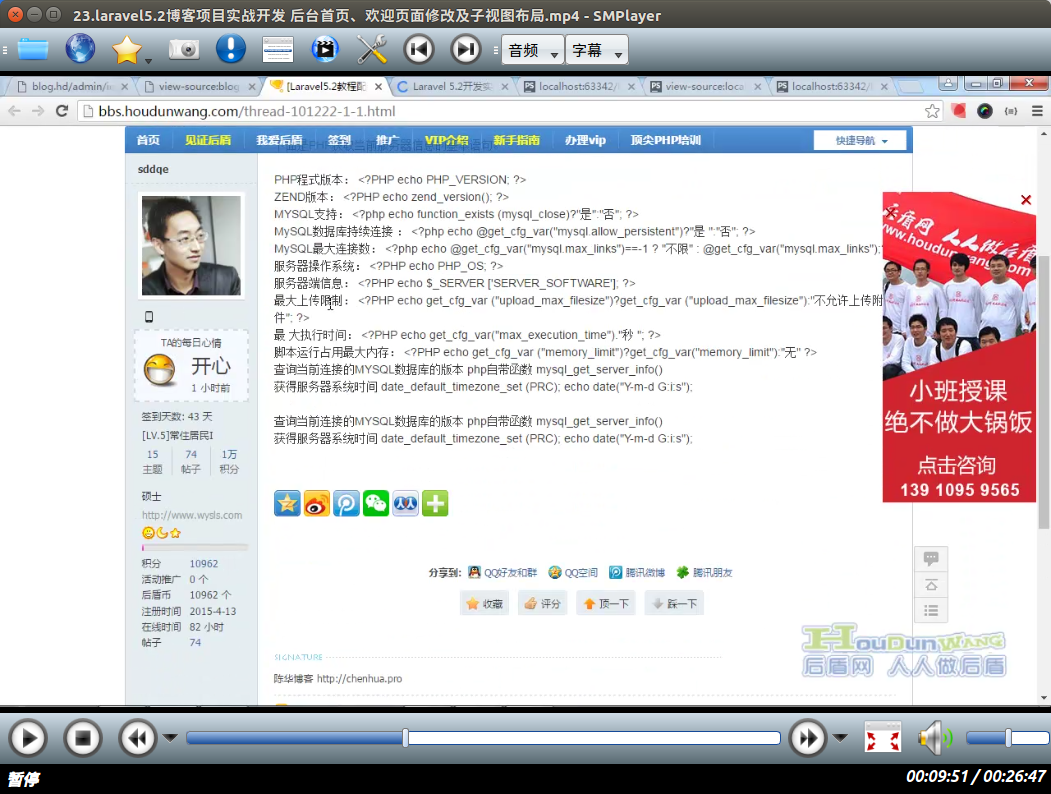 23.laravel5.2博客项目实战开发 后台首页、欢迎页面修改及子视图布局.mp4 - SMPlayer
音频
字幕
blog.hd/admin/i
view-source:blog
[Laravel5.2教程配
Laravel 5.2开发实
localhost:63342/
view-source:loca
localhost:63342/
bbs.houdunwang.com/thread-101222-1-1.html
首页 见证后盾 我爱后盾 签到 推广 VIP介绍 新手指南 办理vip 顶尖PHP培训 快捷导航
sddqe
PHP程式版本： <?PHP echo PHP_VERSION; ?>
ZEND版本：<?PHP echo zend_version(); ?>
MYSQL支持：<?php echo function_exists (mysql_close)?"是":"否"; ?>
MySQL数据库持续连接 ：<?php echo @get_cfg_var("mysql.allow_persistent")?"是 ":"否"; ?>
MySQL最大连接数：<?php echo @get_cfg_var("mysql.max_links")==-1 ? "不限" : @get_cfg_var("mysql.max_links");
服务器操作系统：<?PHP echo PHP_OS; ?>
服务器端信息：<?PHP echo $_SERVER ['SERVER_SOFTWARE']; ?>
最大上传限制： <?PHP echo get_cfg_var ("upload_max_filesize")?get_cfg_var ("upload_max_filesize"):"不允许上传附
件"; ?>
最 大执行时间： <?PHP echo get_cfg_var("max_execution_time")."秒 "; ?>
脚本运行占用最大内存： <?PHP echo get_cfg_var ("memory_limit")?get_cfg_var("memory_limit"):"无" ?>
查询当前连接的MYSQL数据库的版本 php自带函数 mysql_get_server_info()
获得服务器系统时间 date_default_timezone_set (PRC); echo date("Y-m-d G:i:s");
查询当前连接的MYSQL数据库的版本 php自带函数 mysql_get_server_info()
获得服务器系统时间 date_default_timezone_set (PRC); echo date("Y-m-d G:i:s");
TA的每日心情
开心
1 小时前
签到天数: 43 天
[LV.5]常住居民I
15 74 1万
主题 帖子 积分
硕士
http://www.wysls.com
积分 10962
活动推广 0 个
后盾币 10962 个
注册时间 2015-4-13
在线时间 82 小时
帖子 74
分享到: QQ好友和群 QQ空间 腾讯微博 腾讯朋友
收藏 评分 顶一下 踩一下
SIGNATURE
陈华博客 http://chenhua.pro
后盾网 人人做后盾
www.houdunwang.com
小班授课
绝不做大锅饭
点击咨询
139 1095 9565
HouDunWang
后盾网 人人做后盾
暂停
00:09:51 / 00:26:47